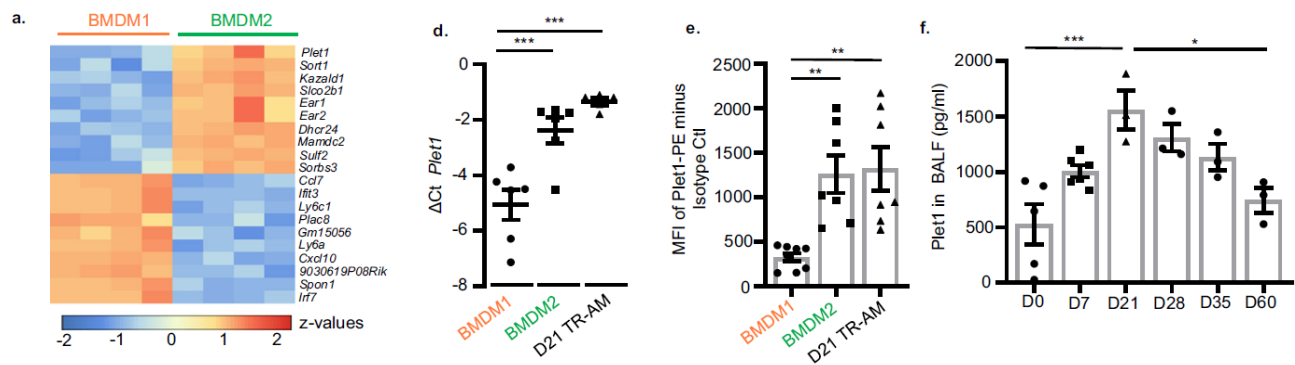 a.
BMDM1
BMDM2
Plet1
Sort1
Kazald1
Slco2b1
Ear1
Ear2
Dhcr24
Mamdc2
Sulf2
Sorbs3
Ccl7
Ifit3
Ly6c1
Plac8
Gm15056
Ly6a
Cxcl10
9030619P08Rik
Spon1
Irf7
z-values
-2 -1 0 1 2
d.
***
***
ΔCt Plet1
0
-2
-4
-6
-8
BMDM1
BMDM2
D21 TR-AM
e.
**
**
MFI of Plet1-PE minus
Isotype Ctl
2500
2000
1500
1000
500
0
BMDM1
BMDM2
D21 TR-AM
f.
***
*
Plet1 in BALF (pg/ml)
2000
1500
1000
500
0
D0 D7 D21 D28 D35 D60